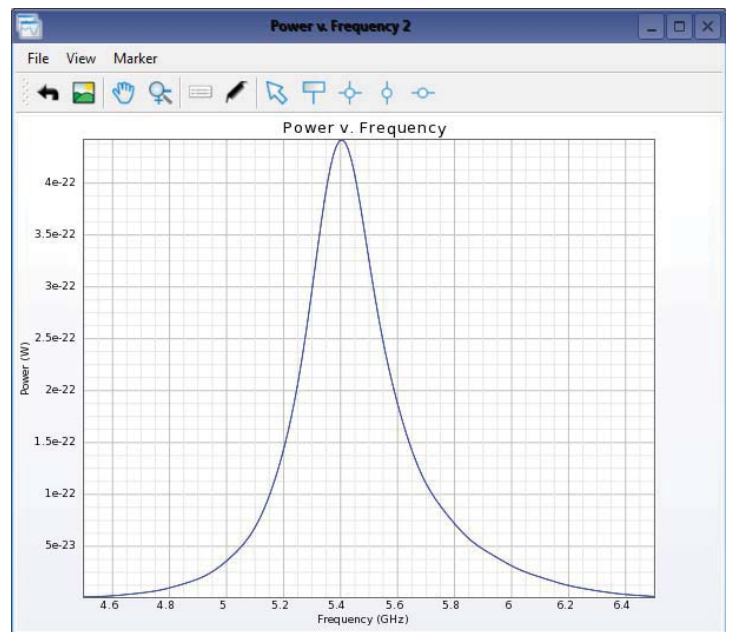 Power v. Frequency 2
File View Marker
Power v. Frequency
4e-22
3.5e-22
3e-22
2.5e-22
2e-22
1.5e-22
1e-22
5e-23
Power (W)
4.6 4.8 5 5.2 5.4 5.6 5.8 6 6.2 6.4
Frequency (GHz)